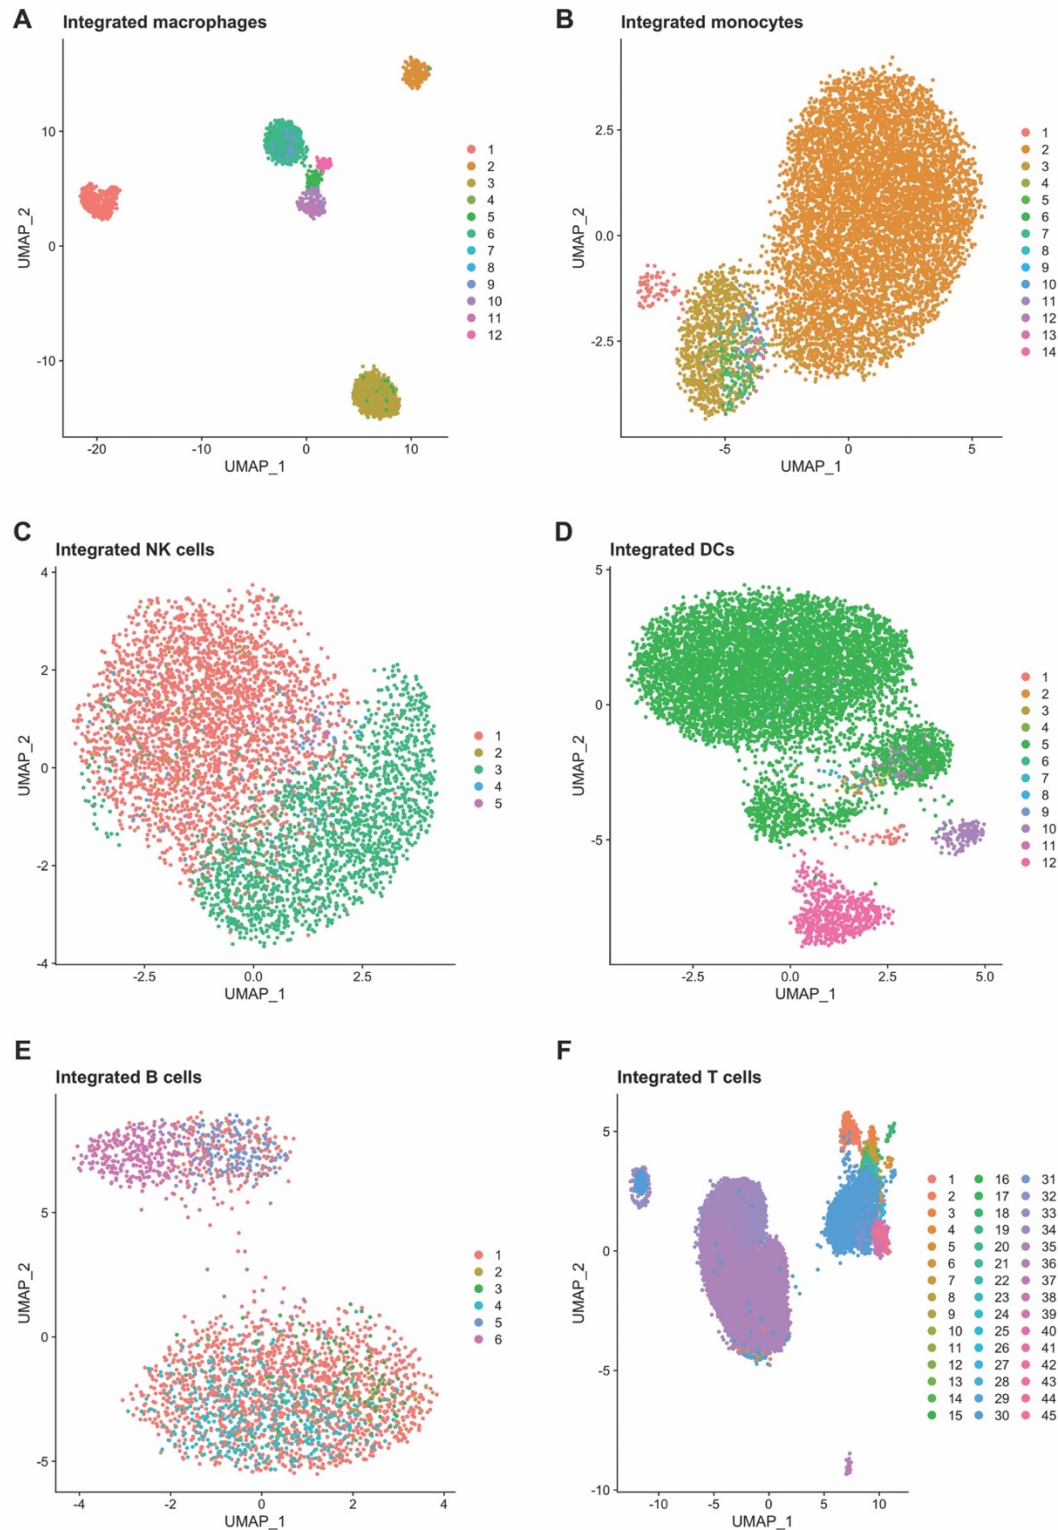 A Integrated macrophages
UMAP_2
10
0
-10
-20 -10 0 10
UMAP_1
1
2
3
4
5
6
7
8
9
10
11
12
B Integrated monocytes
UMAP_2
2.5
0.0
-2.5
-5 0 5
UMAP_1
1
2
3
4
5
6
7
8
9
10
11
12
13
14
C Integrated NK cells
UMAP_2
4
2
0
-2
-4
-2.5 0.0 2.5
UMAP_1
1
2
3
4
5
D Integrated DCs
UMAP_2
5
0
-5
-2.5 0.0 2.5 5.0
UMAP_1
1
2
3
4
5
6
7
8
9
10
11
12
E Integrated B cells
UMAP_2
5
0
-5
-4 -2 0 2 4
UMAP_1
1
2
3
4
5
6
F Integrated T cells
UMAP_2
5
0
-5
-10
-10 -5 0 5 10
UMAP_1
1 16 31
2 17 32
3 18 33
4 19 34
5 20 35
6 21 36
7 22 37
8 23 38
9 24 39
10 25 40
11 26 41
12 27 42
13 28 43
14 29 44
15 30 45